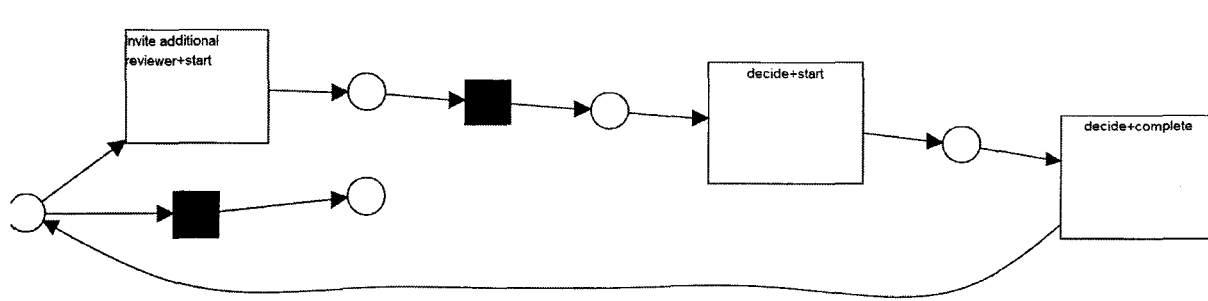 invite additional
reviewer+start
decide+start
decide+complete